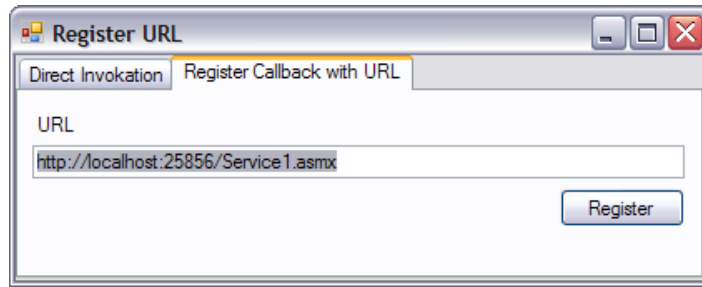 Register URL
Direct Invokation Register Callback with URL
URL
http://localhost:25856/Service1.asmx
Register